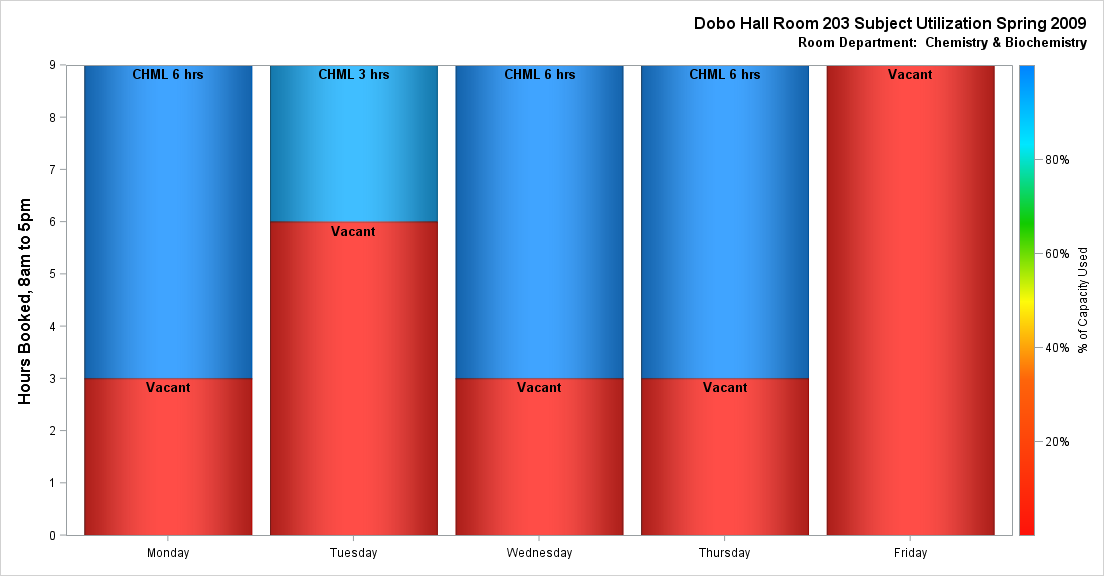 Dobo Hall Room 203 Subject Utilization Spring 2009
Room Department:  Chemistry & Biochemistry
Hours Booked, 8am to 5pm
9
8
7
6
5
4
3
2
1
0
CHML 6 hrs
Vacant
CHML 3 hrs
Vacant
CHML 6 hrs
Vacant
CHML 6 hrs
Vacant
Vacant
Monday
Tuesday
Wednesday
Thursday
Friday
80%
60%
40%
20%
% of Capacity Used